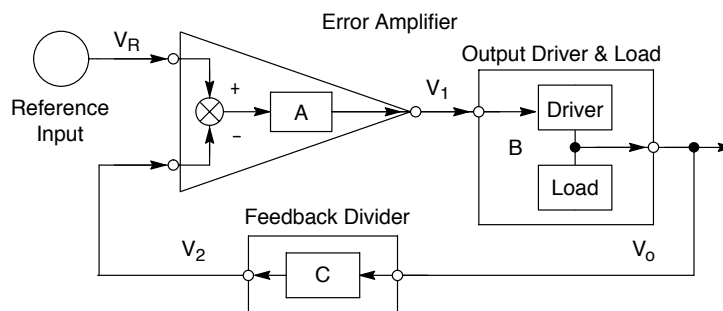 Error Amplifier
V_R
Reference
Input
+
−
A
V_1
Output Driver & Load
Driver
B
Load
Feedback Divider
V_2
C
V_o